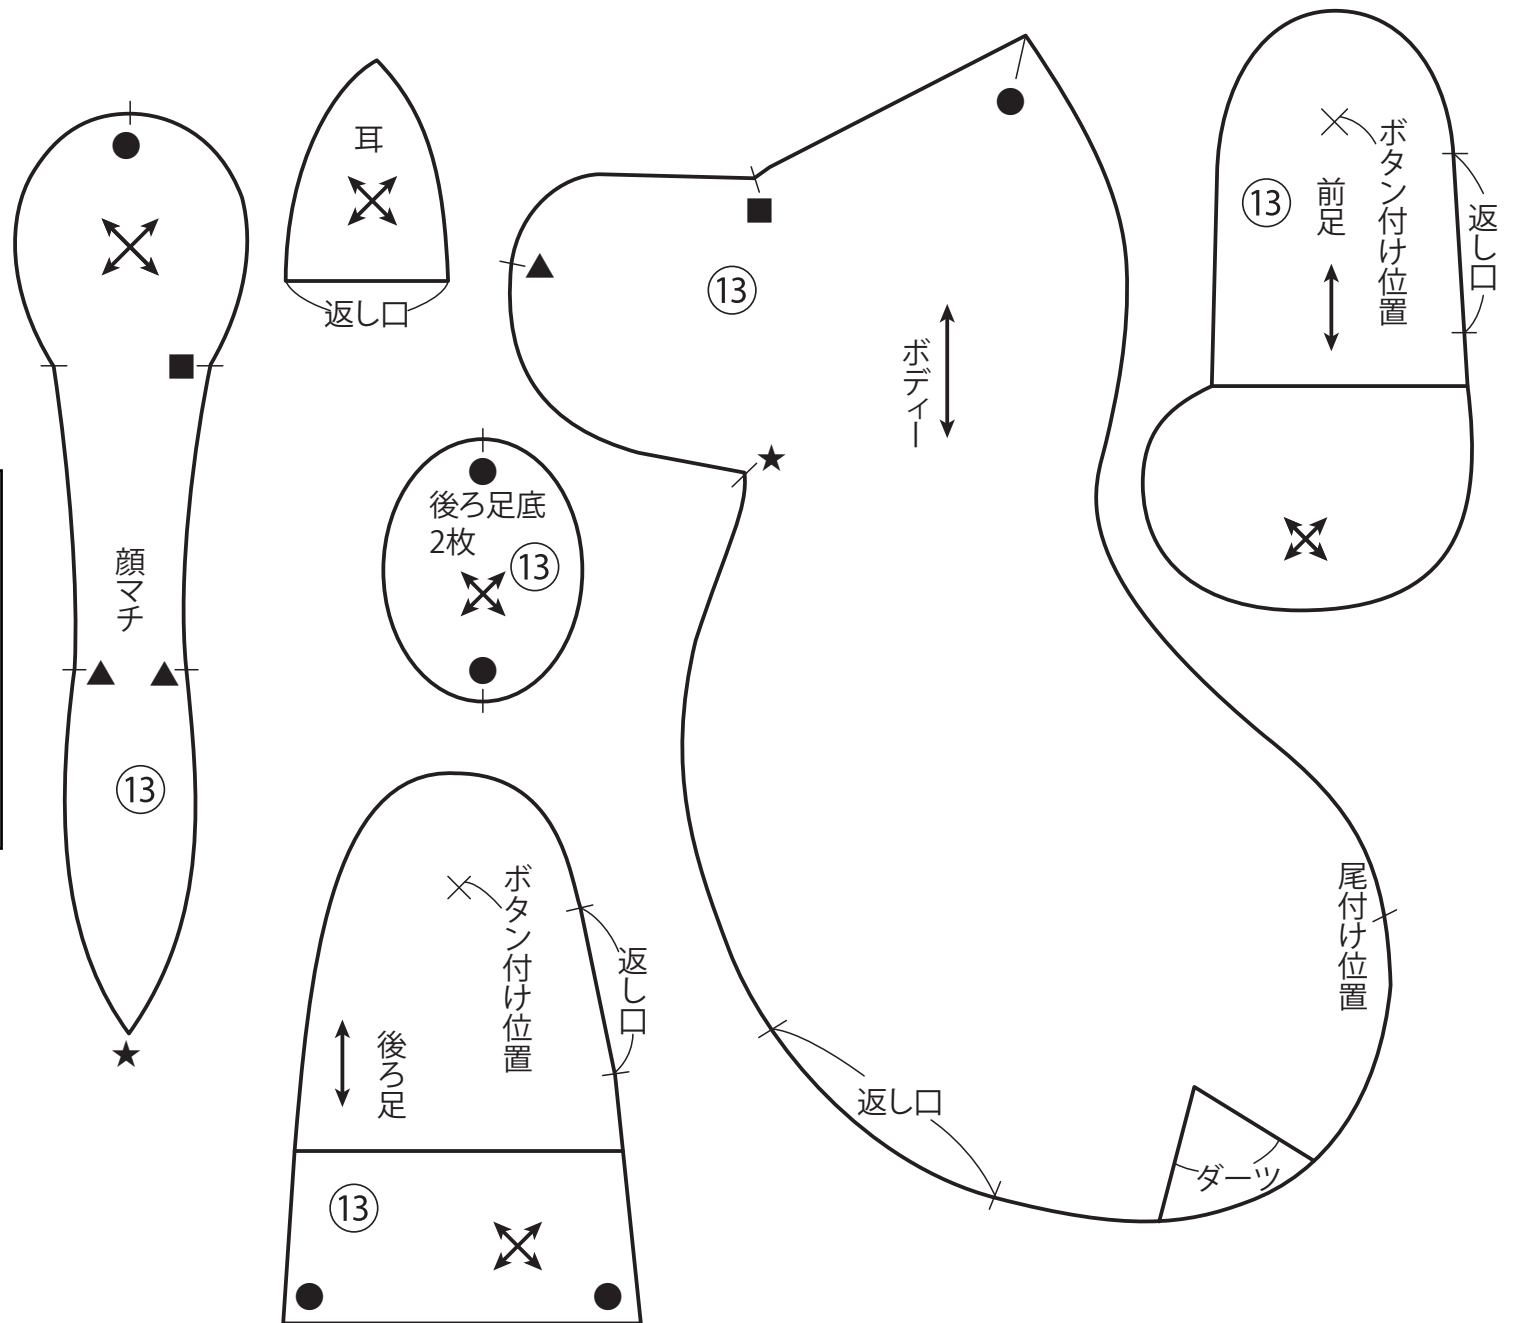 ⑬
顔マチ
耳
返し口
後ろ足底
2枚
⑬
⑬
ボディー
返し口
ダーツ
尾付け位置
ボタン付け位置
前足
⑬
返し口
ボタン付け位置
返し口
後ろ足
⑬